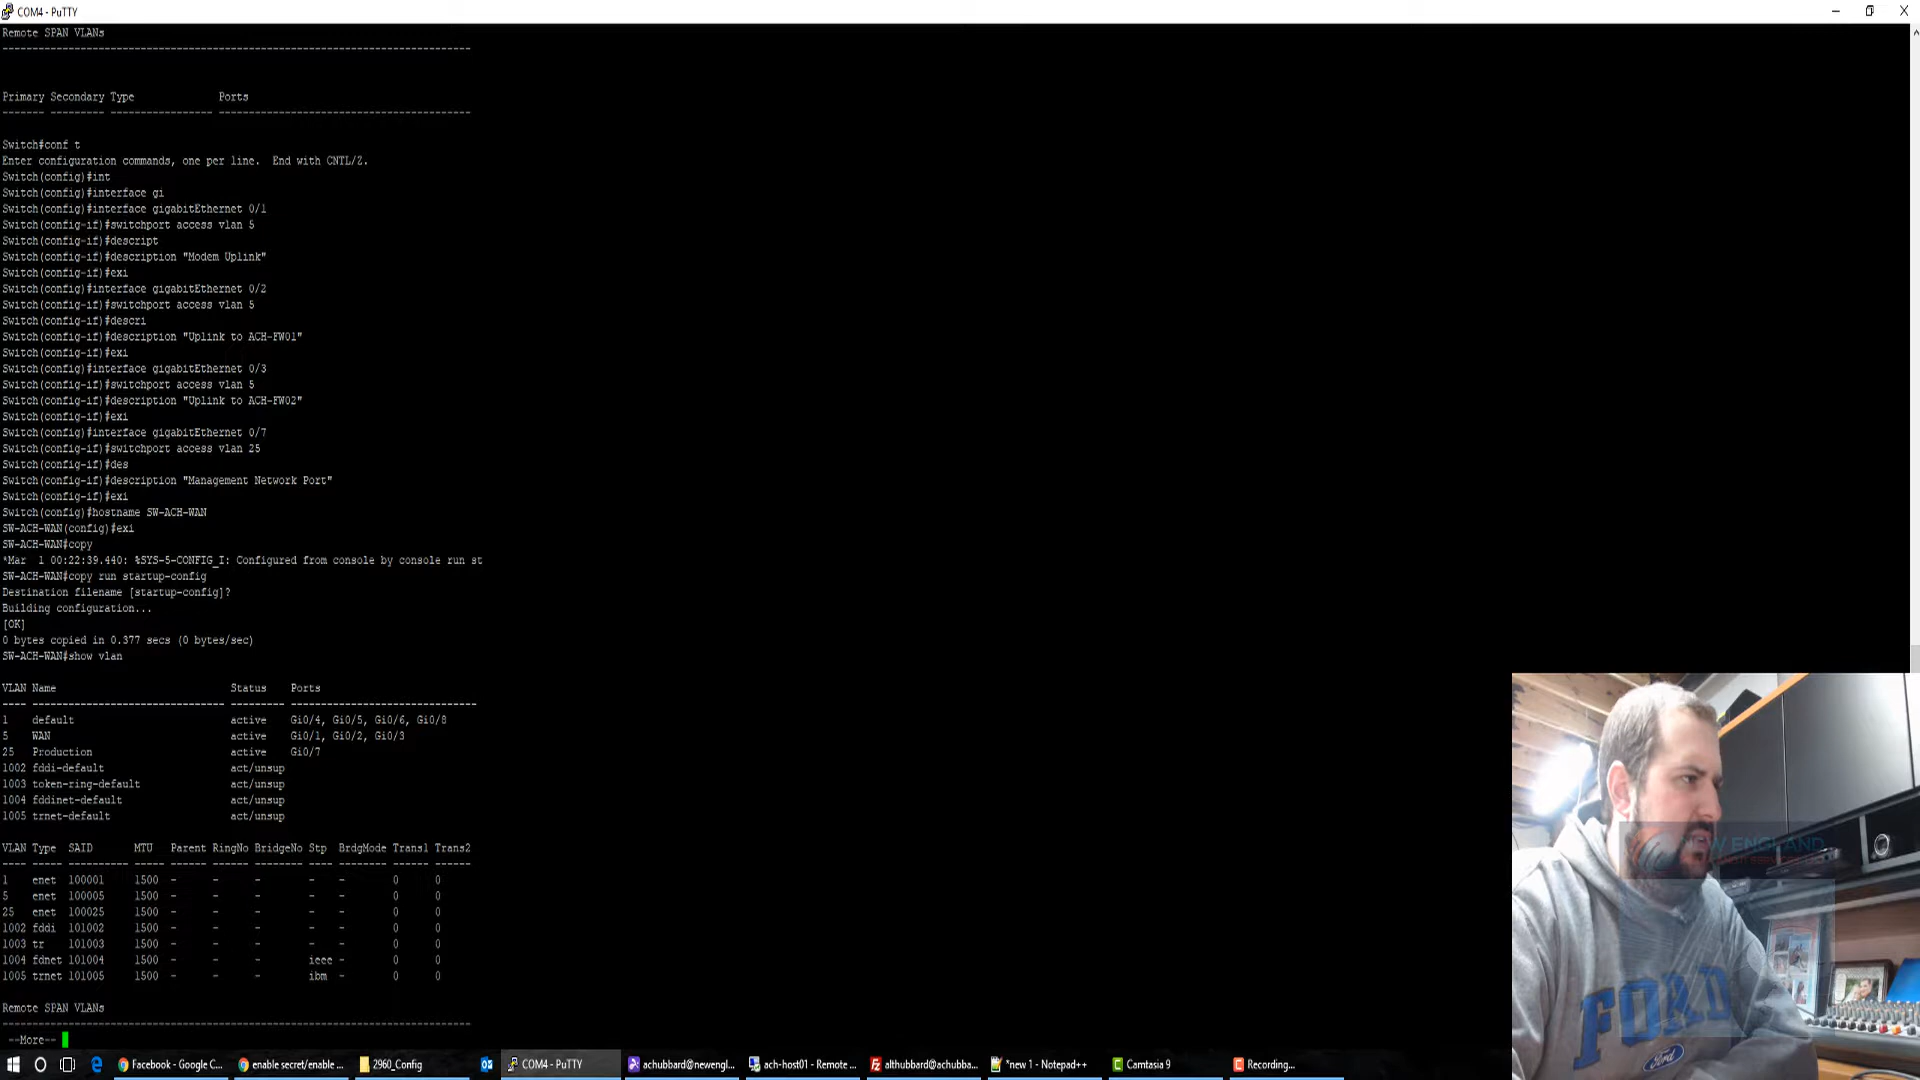 COM4 - PuTTY
Remote SPAN VLANs
------------------------------------------------------------------------------
Primary Secondary Type              Ports
------- --------- ----------------- ------------------------------------------
Switch#conf t
Enter configuration commands, one per line.  End with CNTL/Z.
Switch(config)#int
Switch(config)#interface gi
Switch(config)#interface gigabitEthernet 0/1
Switch(config-if)#switchport access vlan 5
Switch(config-if)#descript
Switch(config-if)#description "Modem Uplink"
Switch(config-if)#exi
Switch(config)#interface gigabitEthernet 0/2
Switch(config-if)#switchport access vlan 5
Switch(config-if)#descri
Switch(config-if)#description "Uplink to ACH-FW01"
Switch(config-if)#exi
Switch(config)#interface gigabitEthernet 0/3
Switch(config-if)#switchport access vlan 5
Switch(config-if)#description "Uplink to ACH-FW02"
Switch(config-if)#exi
Switch(config)#interface gigabitEthernet 0/7
Switch(config-if)#switchport access vlan 25
Switch(config-if)#des
Switch(config-if)#description "Management Network Port"
Switch(config-if)#exi
Switch(config)#hostname SW-ACH-WAN
SW-ACH-WAN(config)#exi
SW-ACH-WAN#copy
*Mar  1 00:22:39.440: %SYS-5-CONFIG_I: Configured from console by console run st
SW-ACH-WAN#copy run startup-config
Destination filename [startup-config]?
Building configuration...
[OK]
0 bytes copied in 0.377 secs (0 bytes/sec)
SW-ACH-WAN#show vlan
VLAN Name                             Status    Ports
---- -------------------------------- --------- -------------------------------
1    default                          active    Gi0/4, Gi0/5, Gi0/6, Gi0/8
5    WAN                              active    Gi0/1, Gi0/2, Gi0/3
25   Production                       active    Gi0/7
1002 fddi-default                     act/unsup
1003 token-ring-default               act/unsup
1004 fddinet-default                  act/unsup
1005 trnet-default                    act/unsup
VLAN Type  SAID       MTU   Parent RingNo BridgeNo Stp  BrdgMode Trans1 Trans2
---- ----- ---------- ----- ------ ------ -------- ---- -------- ------ ------
1    enet  100001     1500  -      -      -        -    -        0      0
5    enet  100005     1500  -      -      -        -    -        0      0
25   enet  100025     1500  -      -      -        -    -        0      0
1002 fddi  101002     1500  -      -      -        -    -        0      0
1003 tr    101003     1500  -      -      -        -    -        0      0
1004 fdnet 101004     1500  -      -      -        ieee -        0      0
1005 trnet 101005     1500  -      -      -        ibm  -        0      0
Remote SPAN VLANs
------------------------------------------------------------------------------
--More--
NEW ENGLAND
FORD
Ford
Facebook - Google C... enable secret/enable ... 2960_Config COM4 - PuTTY achubbard@newengl... ach-host01 - Remote ... althubbard@achubba... *new 1 - Notepad++ Camtasia 9 Recording...